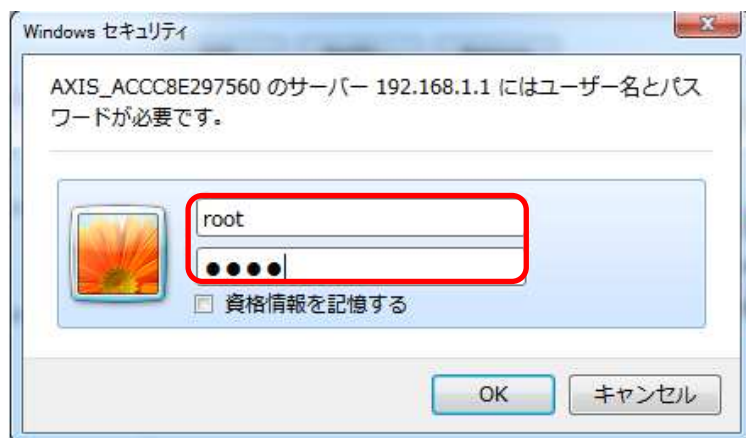 Windows セキュリティ
AXIS_ACCC8E297560 のサーバー 192.168.1.1 にはユーザー名とパス
ワードが必要です。
root
●●●●
資格情報を記憶する
OK
キャンセル